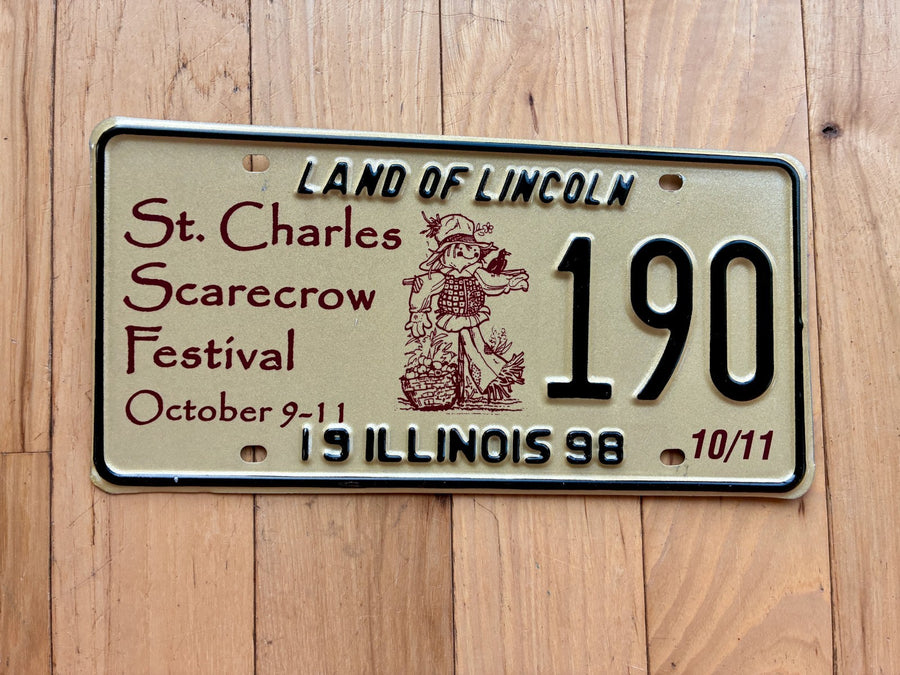 LAND OF LINCOLN
St. Charles
Scarecrow
Festival
October 9-11
190
19 ILLINOIS 98
10/11